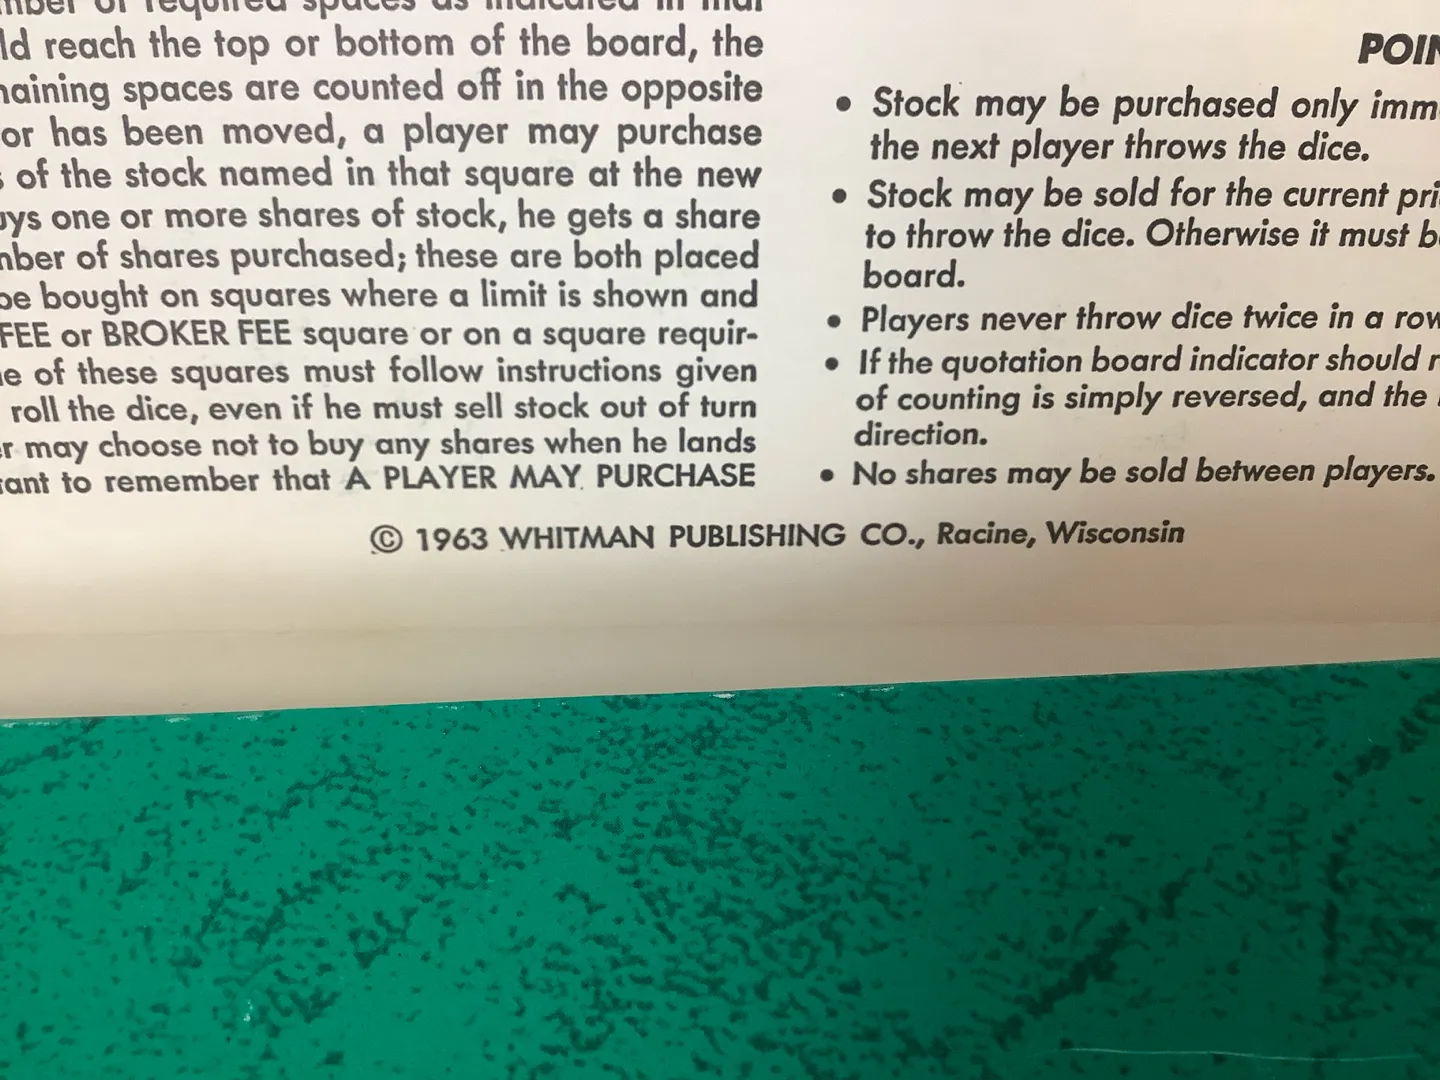 of required spaces as indicated in that
reach the top or bottom of the board, the
spaces are counted off in the opposite
or has been moved, a player may purchase
of the stock named in that square at the new
one or more shares of stock, he gets a share
of shares purchased; these are both placed
be bought on squares where a limit is shown and
FEE or BROKER FEE square or on a square requir-
of these squares must follow instructions given
roll the dice, even if he must sell stock out of turn
may choose not to buy any shares when he lands
to remember that A PLAYER MAY PURCHASE
• Stock may be purchased only
the next player throws the dice.
• Stock may be sold for the current
to throw the dice. Otherwise it must
board.
• Players never throw dice twice in a row
• If the quotation board indicator should
of counting is simply reversed, and the
direction.
• No shares may be sold between players.
© 1963 WHITMAN PUBLISHING CO., Racine, Wisconsin